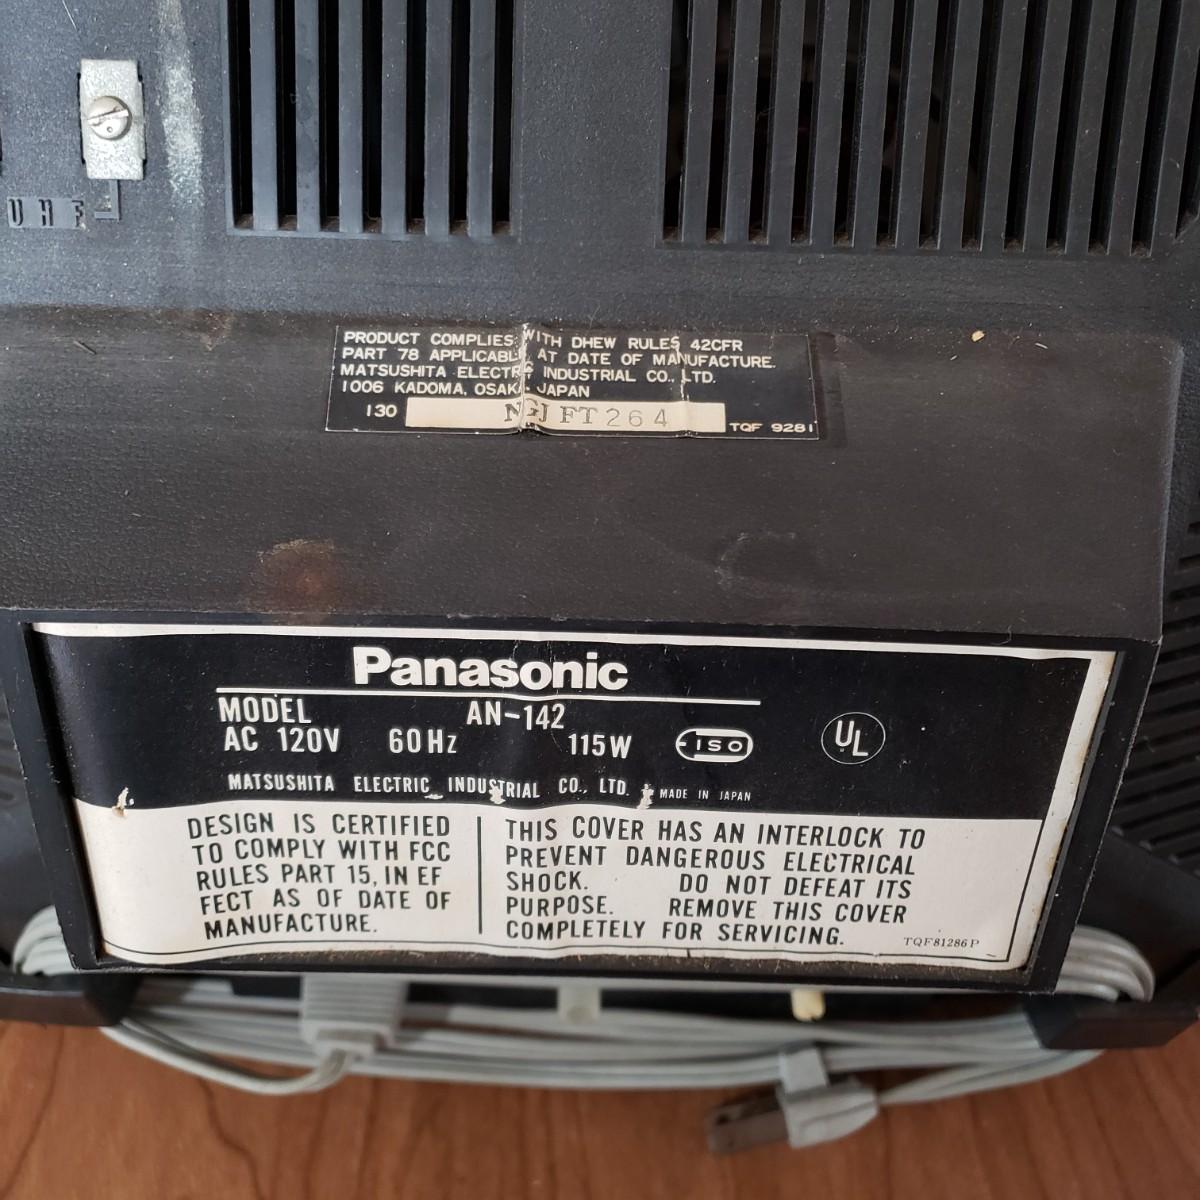 UHF
PRODUCT COMPLIES WITH DHEW RULES 42CFR
PART 78 APPLICABL AT DATE OF MANUFACTURE.
MATSUSHITA ELECTR INDUSTRIAL CO., LTD.
1006 KADOMA, OSAKA JAPAN
130 NGJ FT264 TQF 9281
Panasonic
MODEL AN-142
AC 120V 60Hz 115W ISO UL
MATSUSHITA ELECTRIC INDUSTRIAL CO., LTD. MADE IN JAPAN
DESIGN IS CERTIFIED
TO COMPLY WITH FCC
RULES PART 15, IN EF
FECT AS OF DATE OF
MANUFACTURE.
THIS COVER HAS AN INTERLOCK TO
PREVENT DANGEROUS ELECTRICAL
SHOCK. DO NOT DEFEAT ITS
PURPOSE. REMOVE THIS COVER
COMPLETELY FOR SERVICING.
TQF81286P